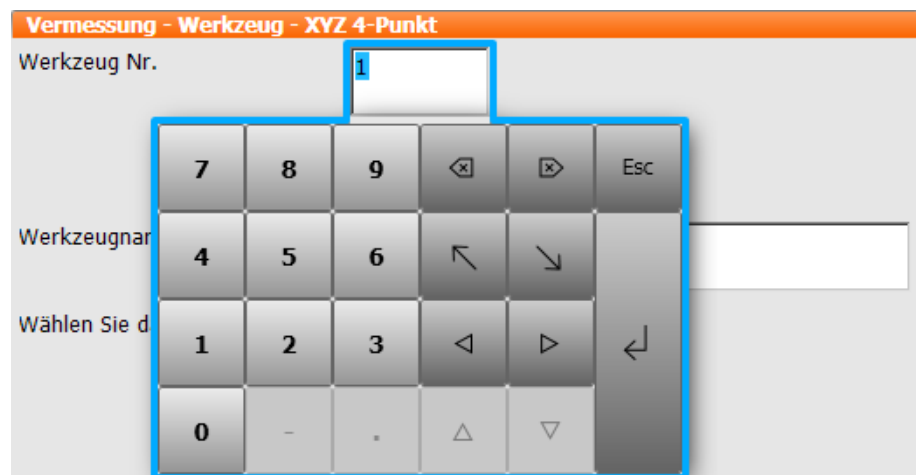 Vermessung - Werkzeug - XYZ 4-Punkt
Werkzeug Nr.
1
7 8 9 Esc
Werkzeugnar
4 5 6
Wählen Sie d
1 2 3
0 - .